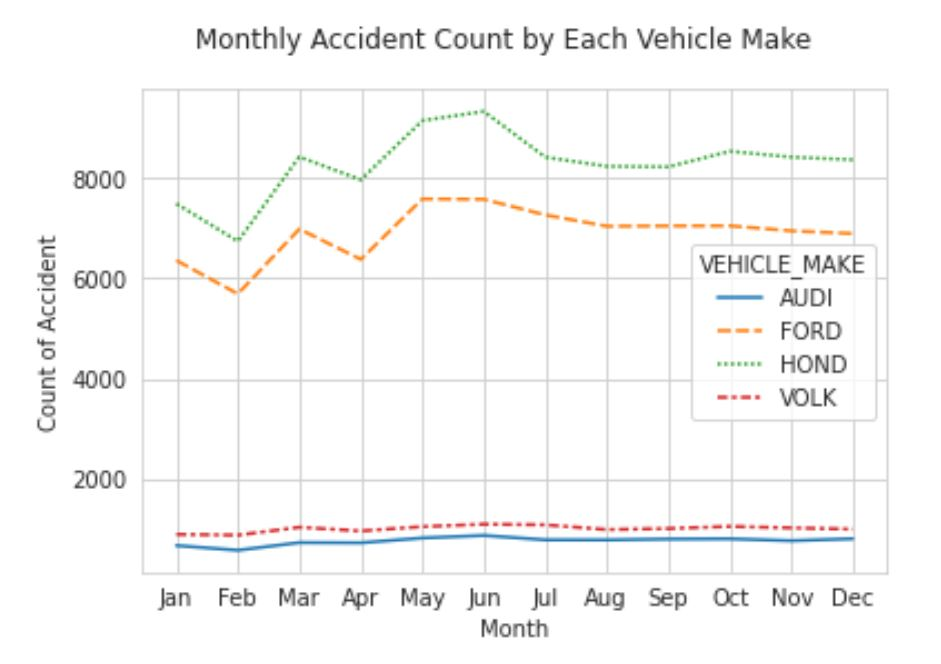 Monthly Accident Count by Each Vehicle Make
8000
6000
4000
2000
Count of Accident
VEHICLE_MAKE
AUDI
FORD
HOND
VOLK
Jan Feb Mar Apr May Jun Jul Aug Sep Oct Nov Dec
Month